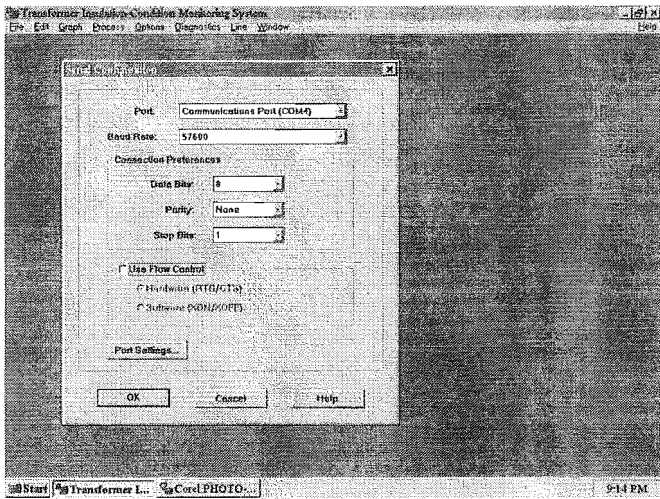 Transformer Insulation Condition Monitoring System
File Edit Graph Process Options Diagnostics Line Window Help
Serial Configuration
Port: Communications Port (COM4)
Baud Rate: 57600
Connection Preferences
Data Bits: 8
Parity: None
Stop Bits: 1
Use Flow Control
Hardware (RTS/CTS)
Software (XON/XOFF)
Port Settings...
OK Cancel Help
Start Transformer I... Corel PHOTO-... 9:14 PM